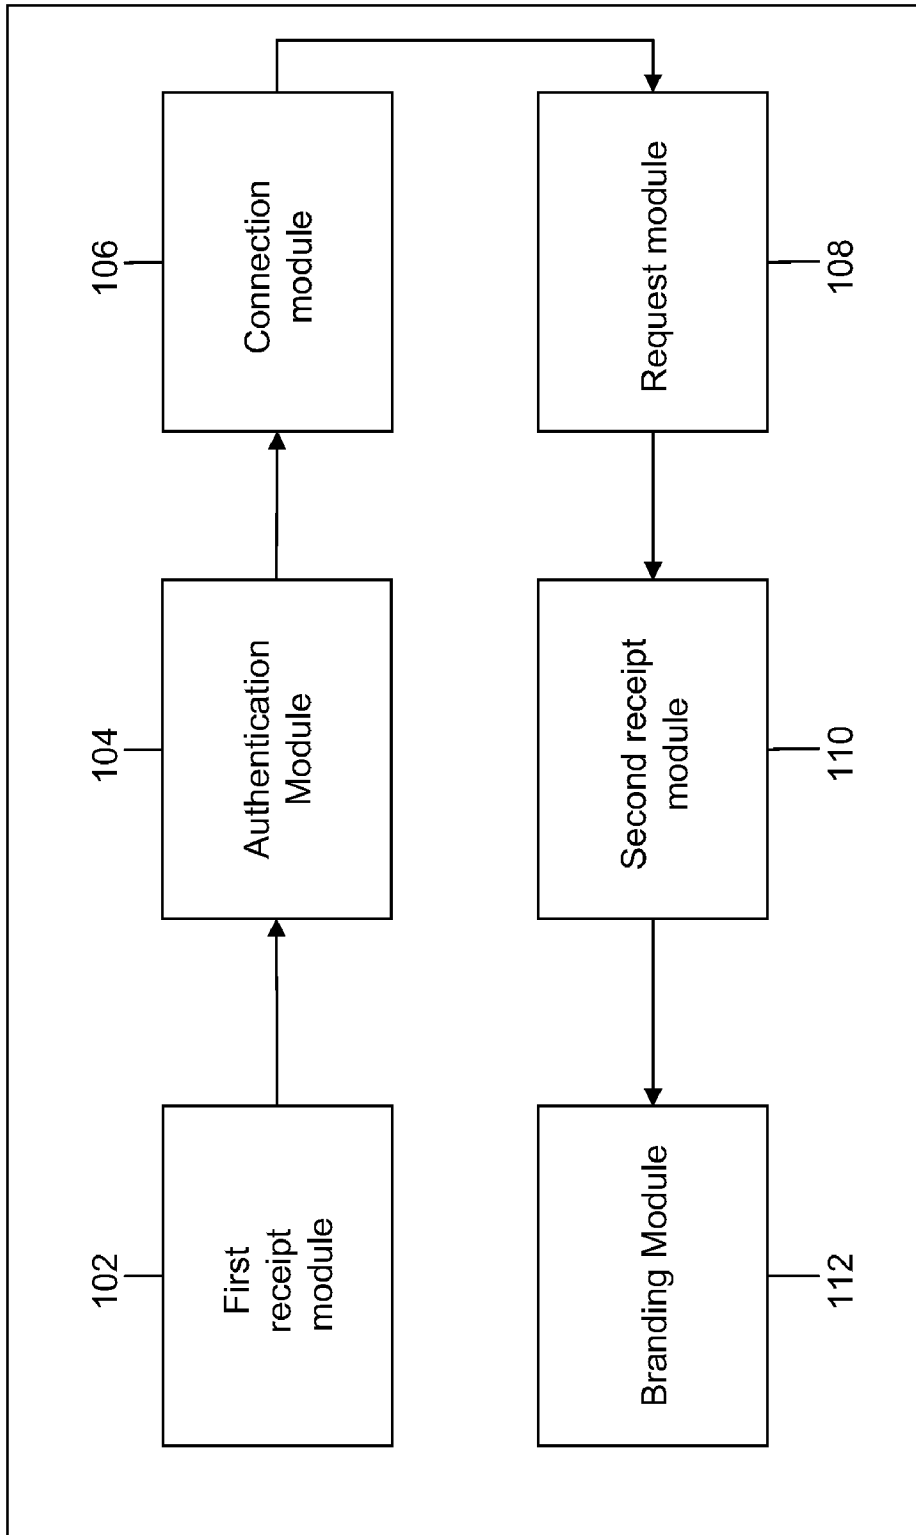 102
First
receipt
module
104
Authentication
Module
106
Connection
module
Request module
108
Second receipt
module
110
Branding Module
112